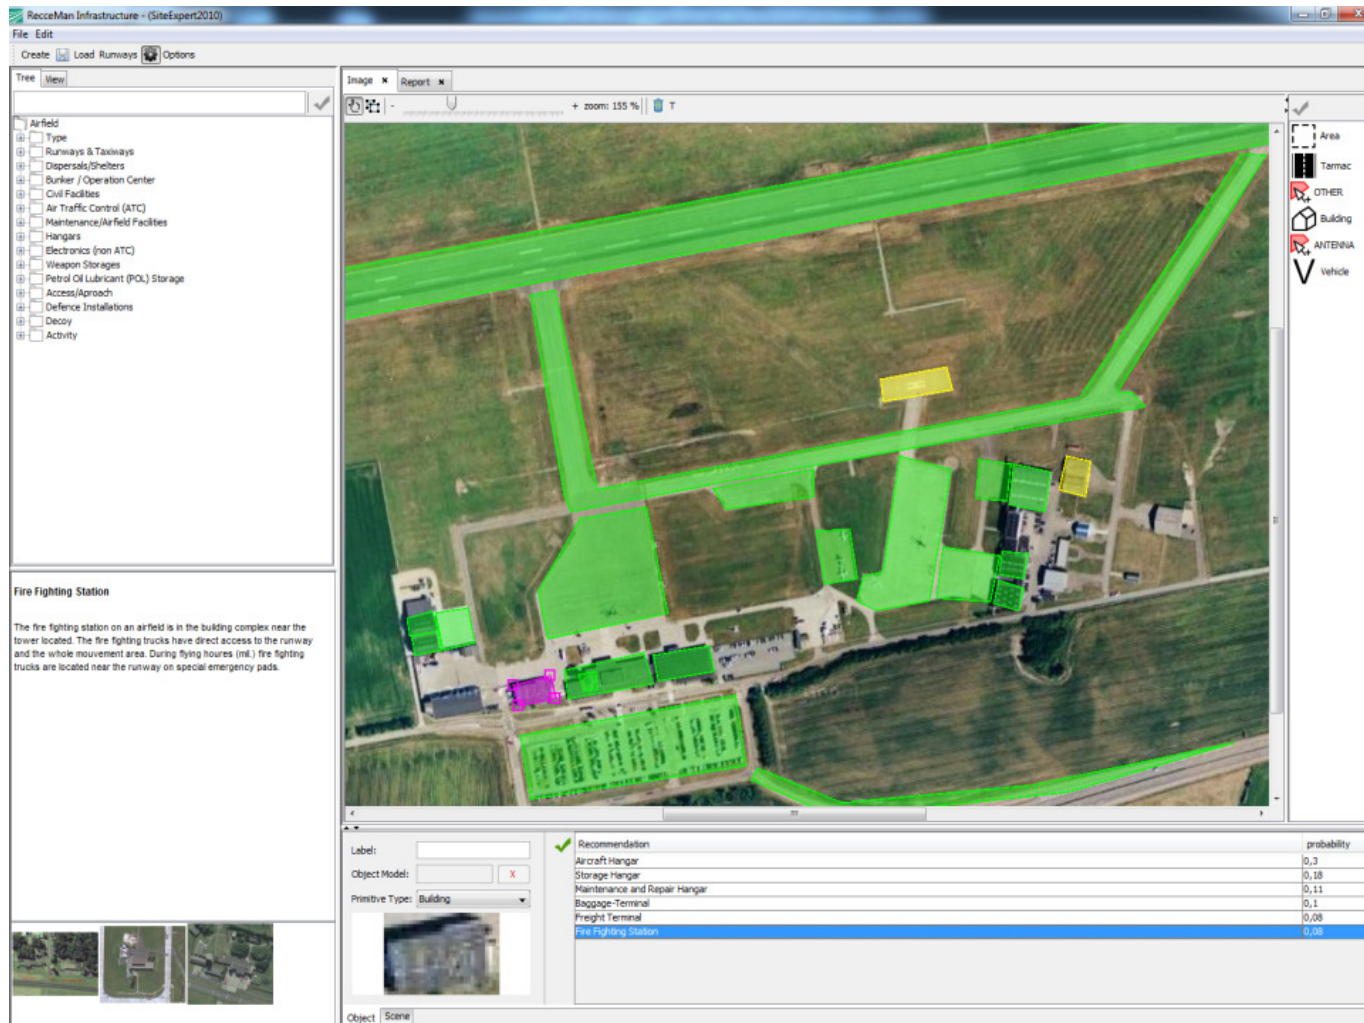 RecceMan Infrastructure - (SiteExpert2010)
File Edit
Create Load Runways Options
Tree View
Airfield
Type
Runways & Taxiways
Dispersals/Shelters
Bunker / Operation Center
Civil Facilities
Air Traffic Control (ATC)
Maintenance/Airfield Facilities
Hangars
Electronics (non ATC)
Weapon Storages
Petrol Oil Lubricant (POL) Storage
Access/Aproach
Defence Installations
Decoy
Activity
Fire Fighting Station
The fire fighting station on an airfield is in the building complex near the
tower located. The fire fighting trucks have direct access to the runway
and the whole mouvement area. During flying houres (mil.) fire fighting
trucks are located near the runway on special emergency pads.
Image Report
- + zoom: 155 % T
Area
Tarmac
OTHER
Building
ANTENNA
Vehicle
Label:
Object Model: X
Primitive Type: Building
Recommendation probability
Aircraft Hangar 0,3
Storage Hangar 0,18
Maintenance and Repair Hangar 0,11
Baggage-Terminal 0,1
Freight Terminal 0,08
Fire Fighting Station 0,08
Object Scene